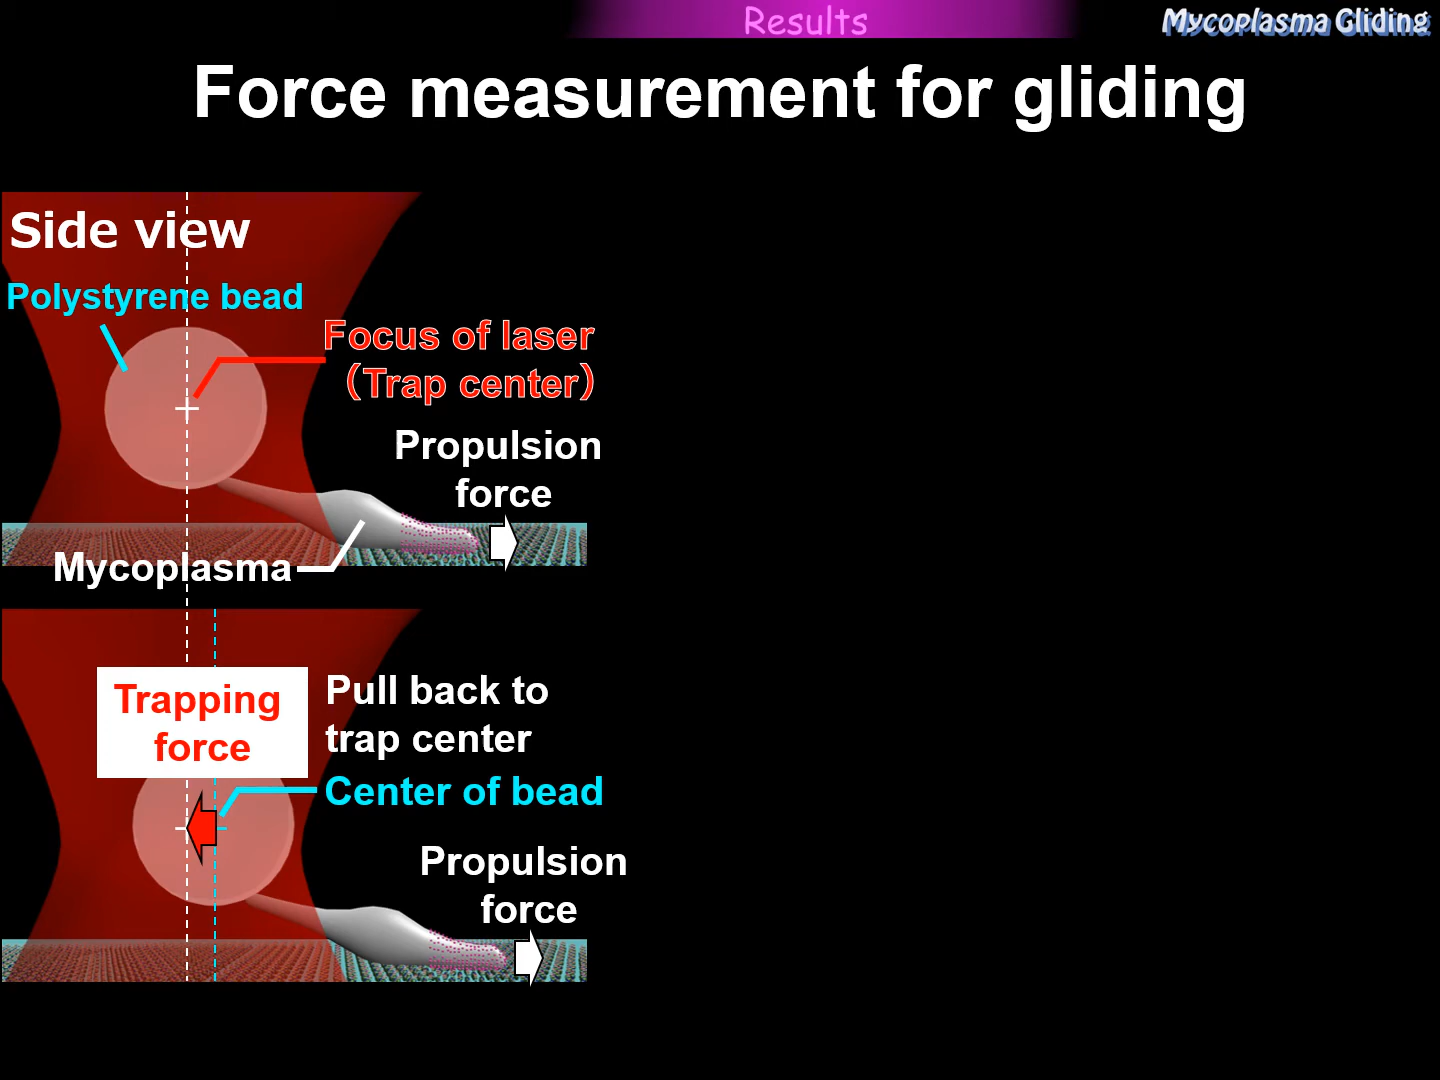 Results
Mycoplasma Gliding
Force measurement for gliding
Side view
Polystyrene bead
Focus of laser
（Trap center）
Propulsion
force
Mycoplasma
Trapping
force
Pull back to
trap center
Center of bead
Propulsion
force